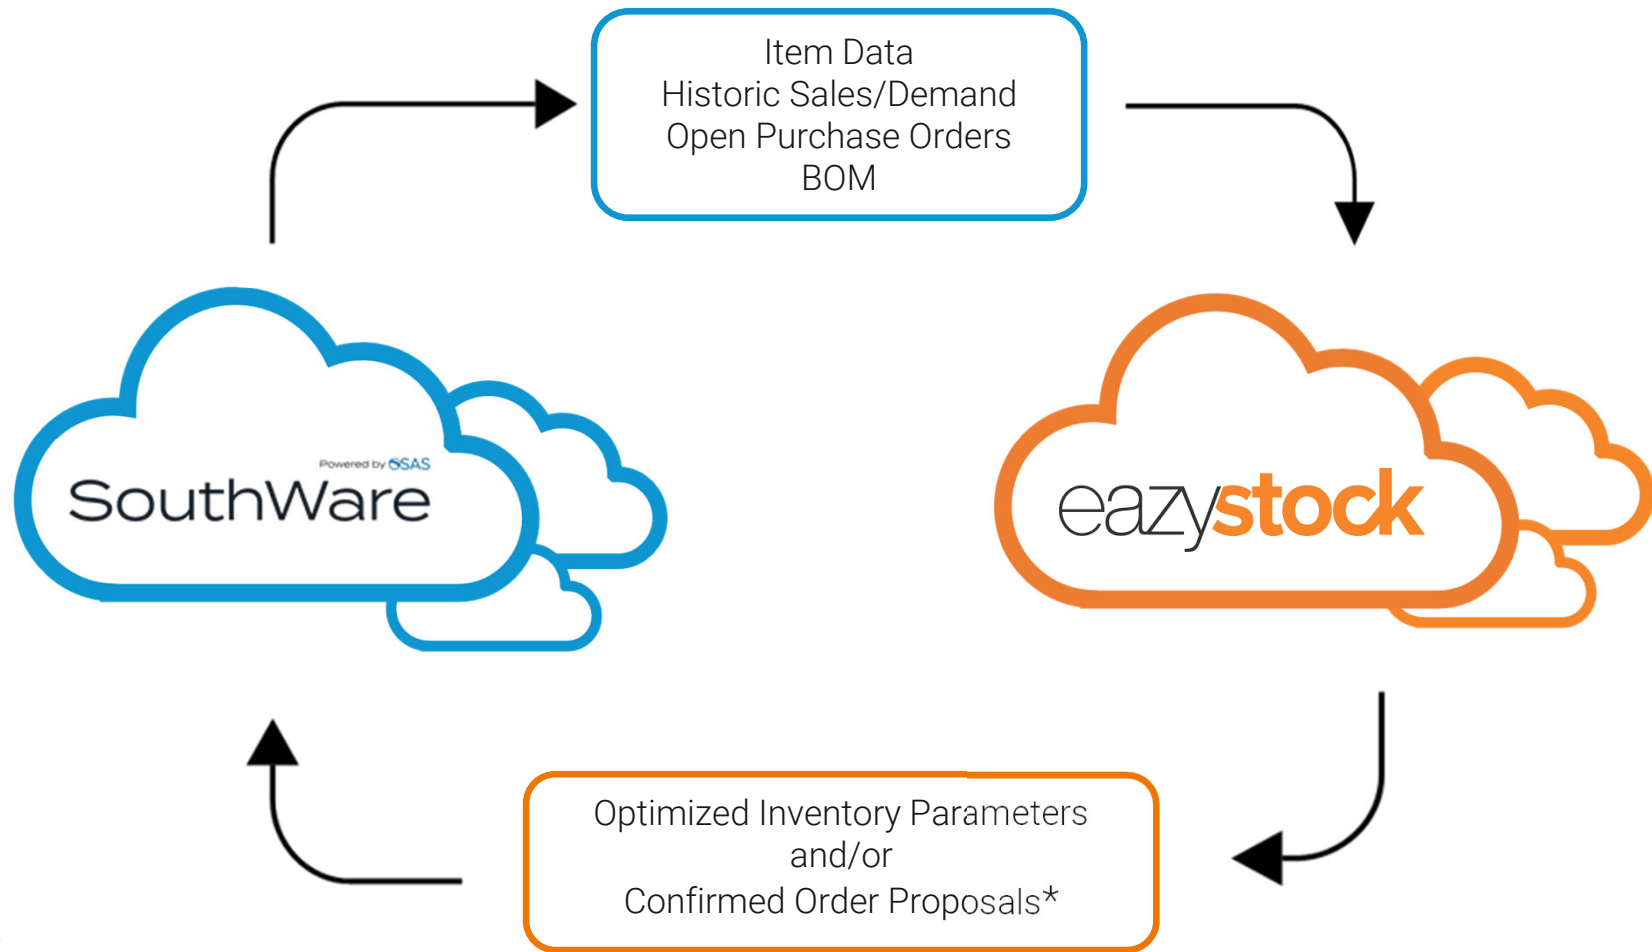 Item Data
Historic Sales/Demand
Open Purchase Orders
BOM
Powered by OSAS
SouthWare
eazystock
Optimized Inventory Parameters
and/or
Confirmed Order Proposals*